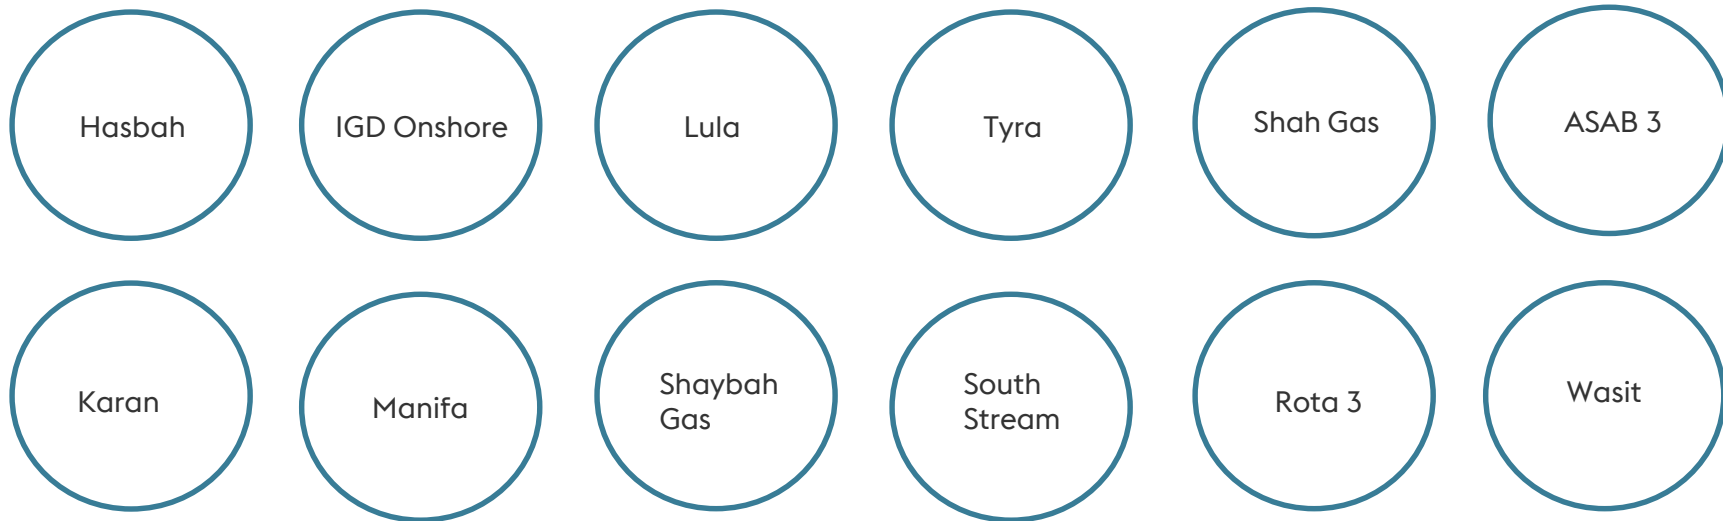 Hasbah
IGD Onshore
Lula
Tyra
Shah Gas
ASAB 3
Karan
Manifa
Shaybah
Gas
South
Stream
Rota 3
Wasit